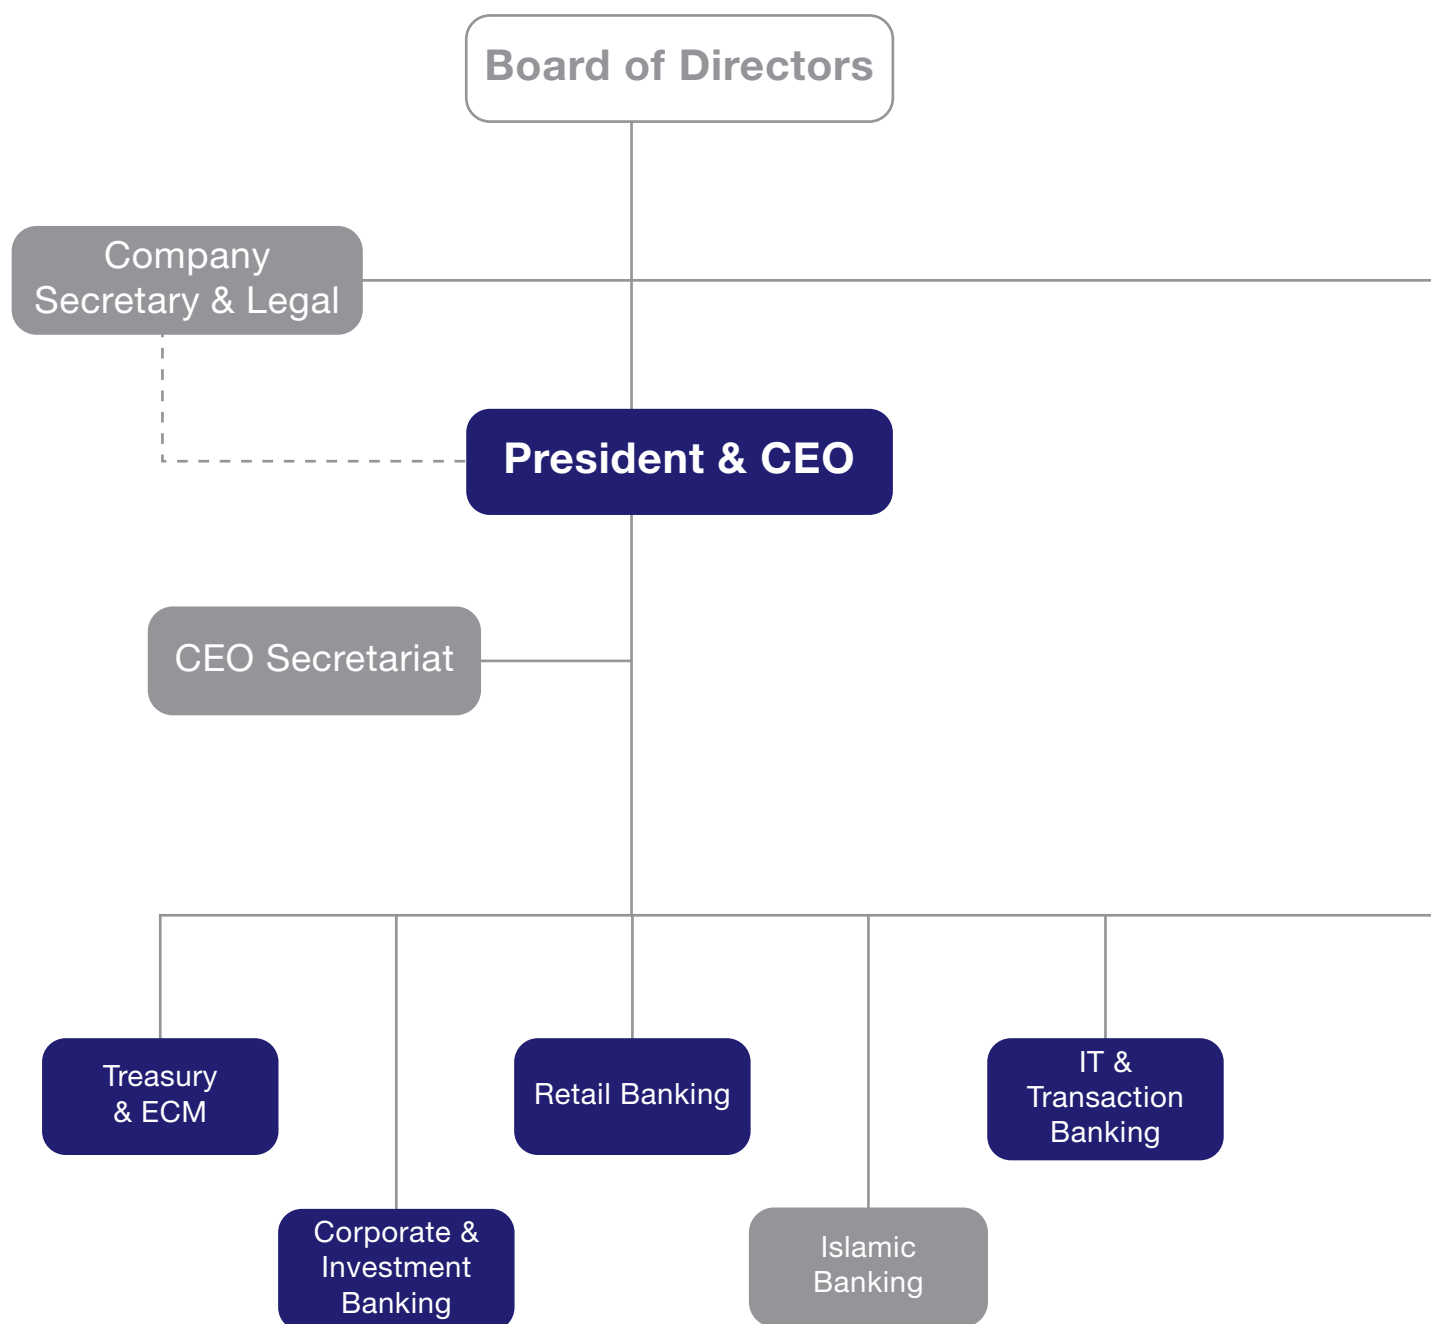 Board of Directors
Company
Secretary & Legal
President & CEO
CEO Secretariat
Treasury
& ECM
Retail Banking
IT &
Transaction
Banking
Corporate &
Investment
Banking
Islamic
Banking